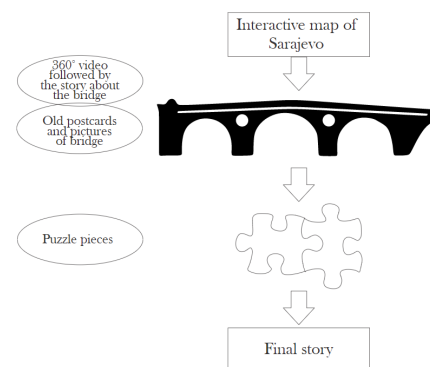 Interactive map of
Sarajevo
360° video
followed by
the story about
the bridge
Old postcards
and pictures
of bridge
Puzzle pieces
Final story